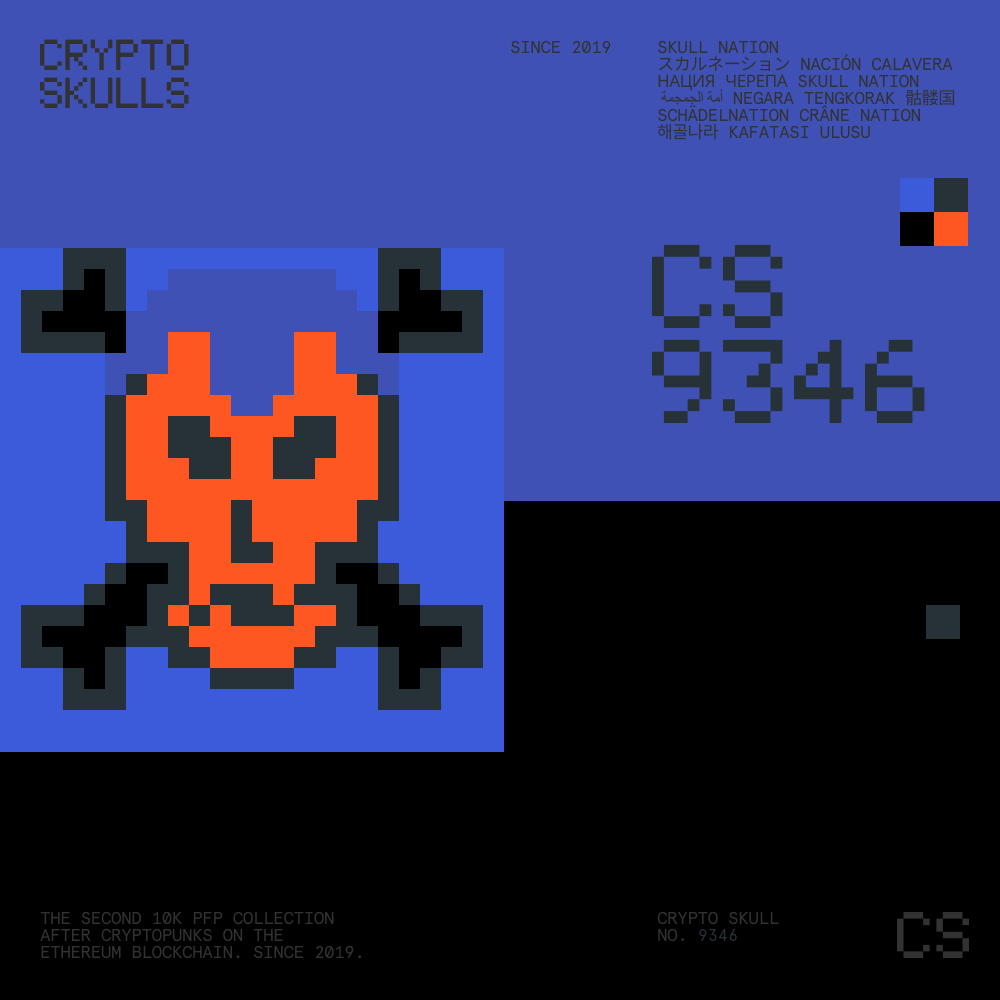 CRYPTO
SKULLS
SINCE 2019
SKULL NATION
スカルネーション NACIÓN CALAVERA
НАЦИЯ ЧЕРЕПА SKULL NATION
أمة الجمجمة NEGARA TENGKORAK 骷髅国
SCHÄDELNATION CRÂNE NATION
해골나라 KAFATASI ULUSU
CS
9346
THE SECOND 10K PFP COLLECTION
AFTER CRYPTOPUNKS ON THE
ETHEREUM BLOCKCHAIN. SINCE 2019.
CRYPTO SKULL
NO. 9346
CS